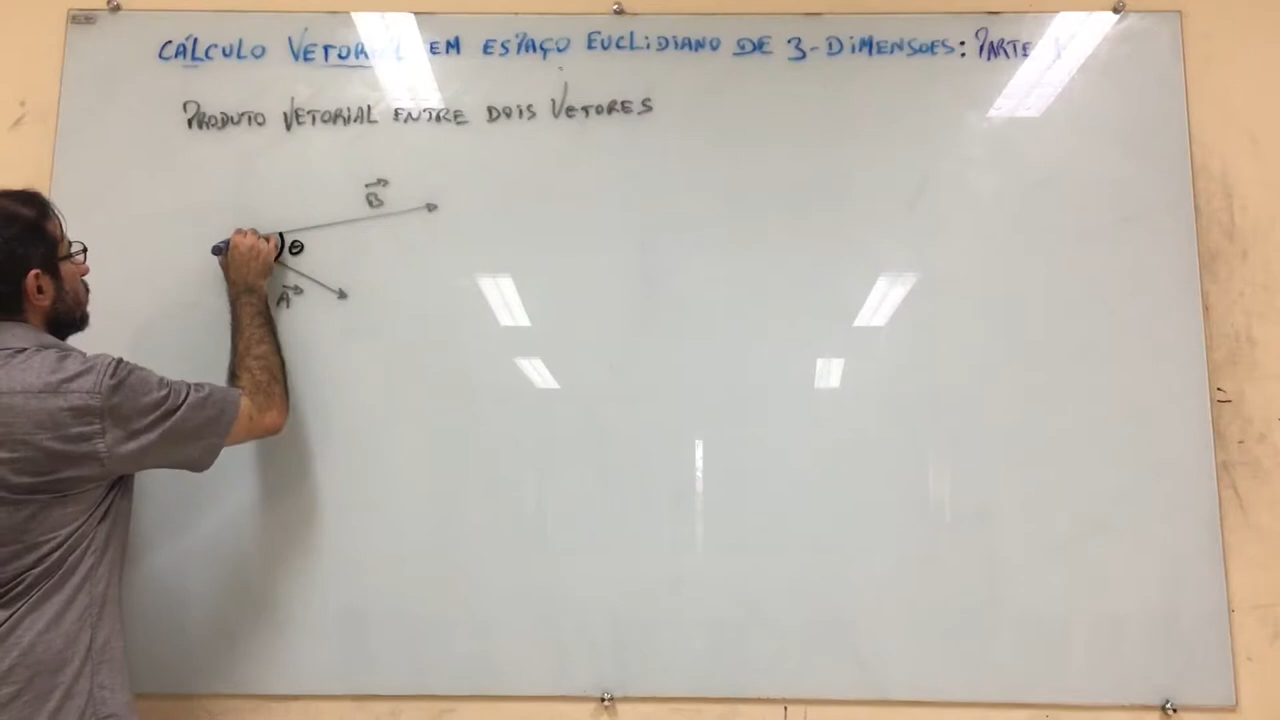 CÁLCULO VETORIAL EM ESPAÇO EUCLIDIANO DE 3-DIMENSOES: PARTE
PRODUTO VETORIAL ENTRE DOIS VETORES
B⃗
θ
A⃗